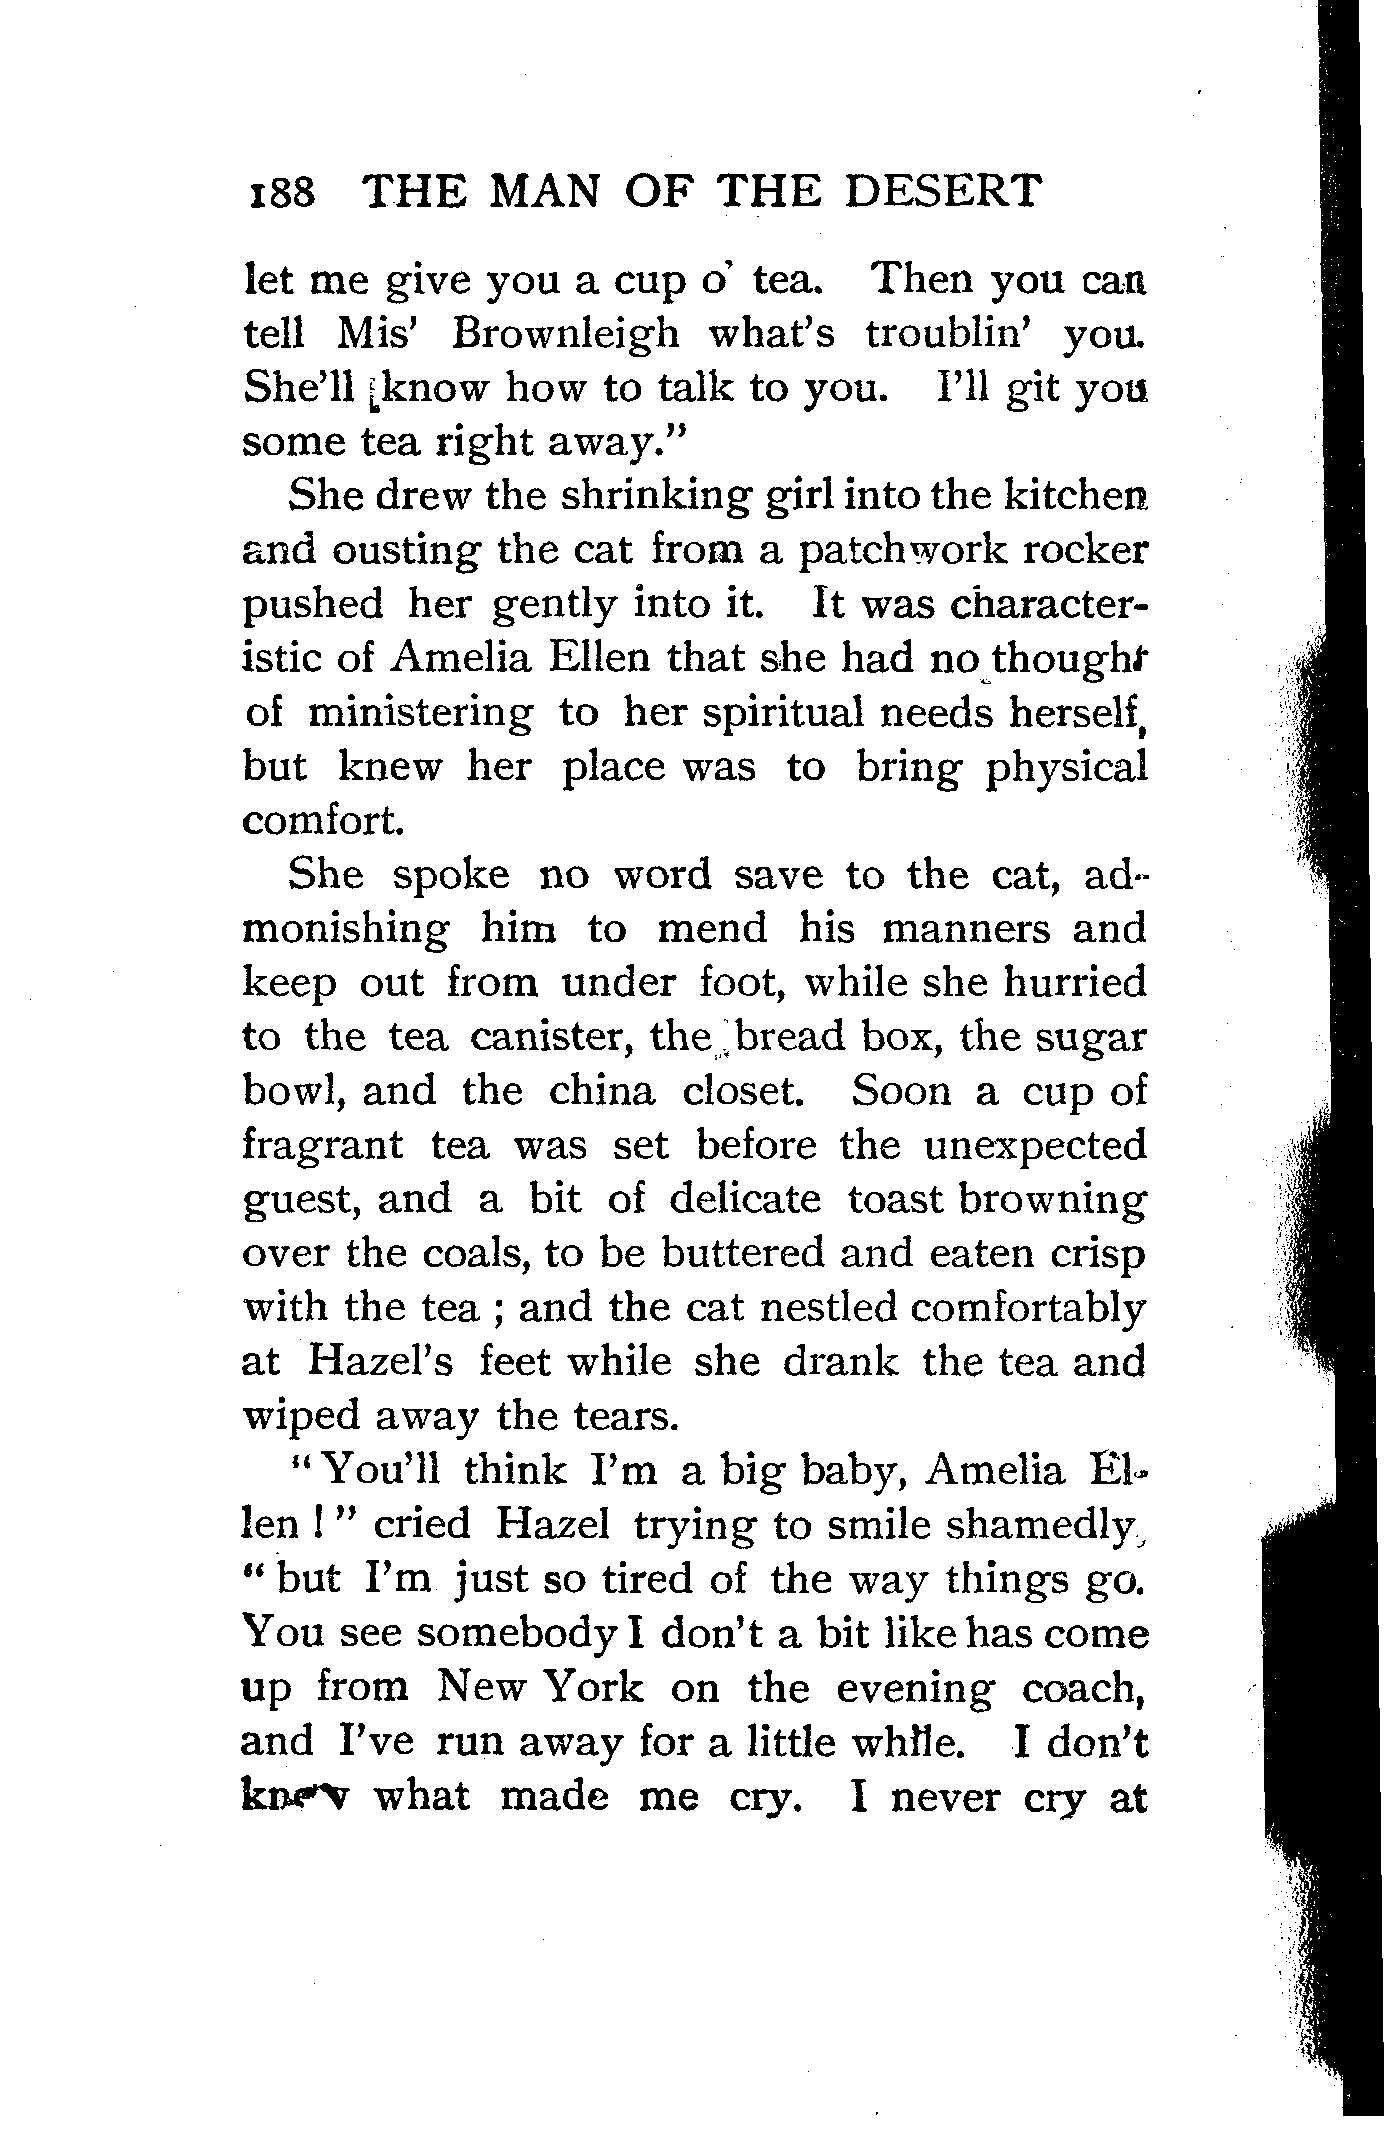 188 THE MAN OF THE DESERT
let me give you a cup o' tea. Then you can
tell Mis' Brownleigh what's troublin' you.
She'll know how to talk to you. I'll git you
some tea right away."
She drew the shrinking girl into the kitchen
and ousting the cat from a patchwork rocker
pushed her gently into it. It was character-
istic of Amelia Ellen that she had no thought
of ministering to her spiritual needs herself,
but knew her place was to bring physical
comfort.
She spoke no word save to the cat, ad-
monishing him to mend his manners and
keep out from under foot, while she hurried
to the tea canister, the bread box, the sugar
bowl, and the china closet. Soon a cup of
fragrant tea was set before the unexpected
guest, and a bit of delicate toast browning
over the coals, to be buttered and eaten crisp
with the tea ; and the cat nestled comfortably
at Hazel's feet while she drank the tea and
wiped away the tears.
"You'll think I'm a big baby, Amelia El-
len ! " cried Hazel trying to smile shamedly,
" but I'm just so tired of the way things go.
You see somebody I don't a bit like has come
up from New York on the evening coach,
and I've run away for a little while. I don't
know what made me cry. I never cry at